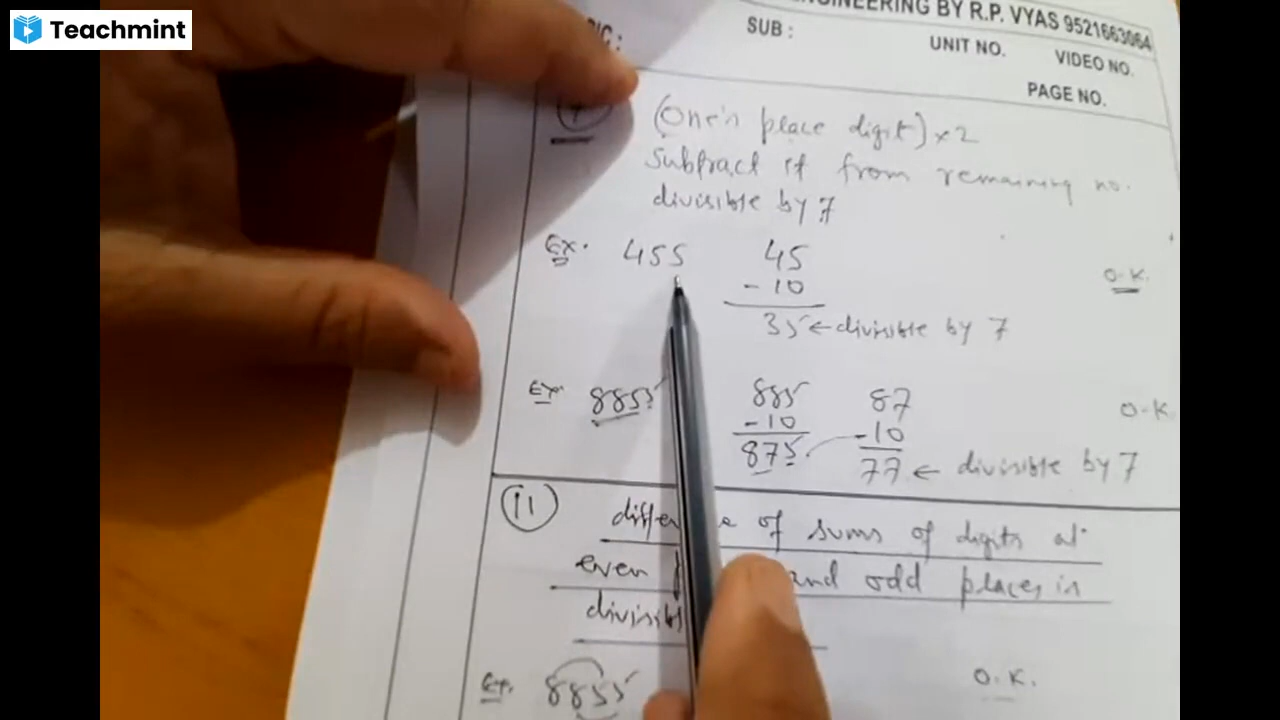 Teachmint
ENGINEERING BY R.P. VYAS 9521663064
SUB :
UNIT NO.
VIDEO NO.
PAGE NO.
(One's place digit) × 2
Subtract it from remaining no.
divisible by 7
Ex. 455 45 O.K.
- 10
35 ← divisible by 7
Ex. 8855 885 87 O.K.
-10 -10
875 77 ← divisible by 7
11 difference of sums of digits at
even and odd places is
O.K.
8855